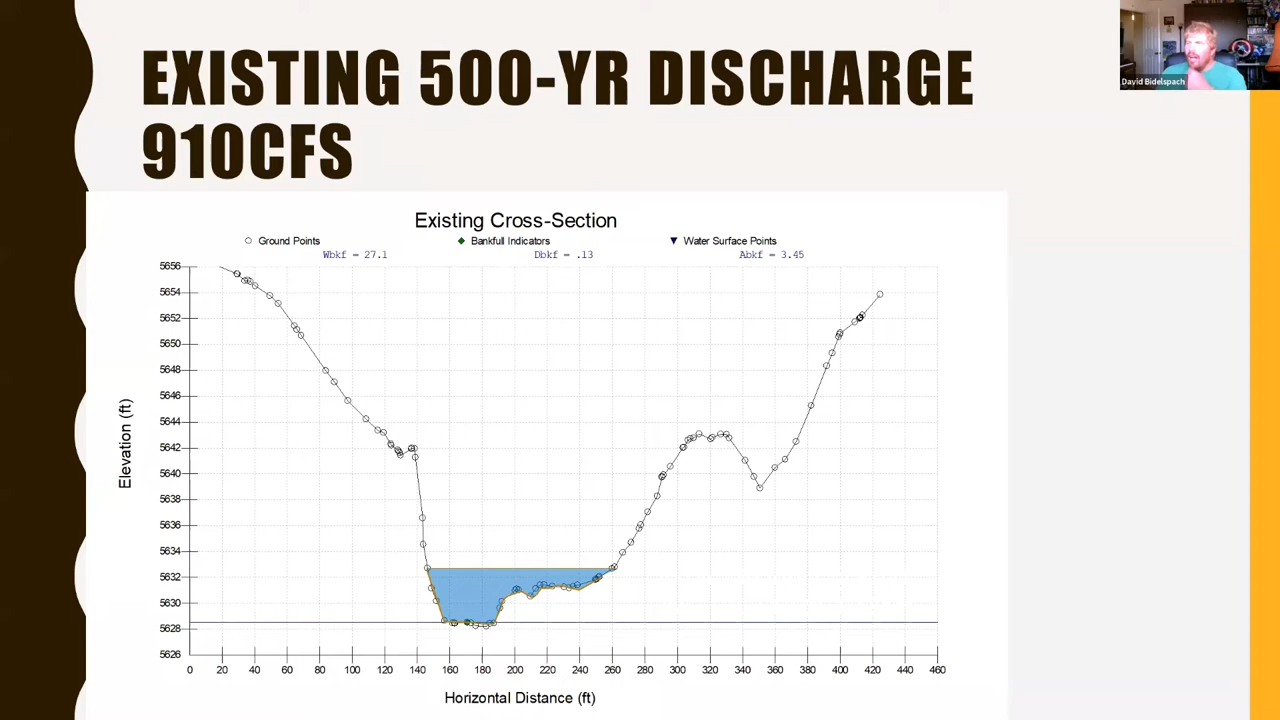 EXISTING 500-YR DISCHARGE
910CFS
David Bidelspach
Existing Cross-Section
Ground Points
Bankfull Indicators
Water Surface Points
Wbkf = 27.1
Dbkf = .13
Abkf = 3.45
5656
5654
5652
5650
5648
5646
5644
5642
5640
5638
5636
5634
5632
5630
5628
5626
Elevation (ft)
0 20 40 60 80 100 120 140 160 180 200 220 240 260 280 300 320 340 360 380 400 420 440 460
Horizontal Distance (ft)